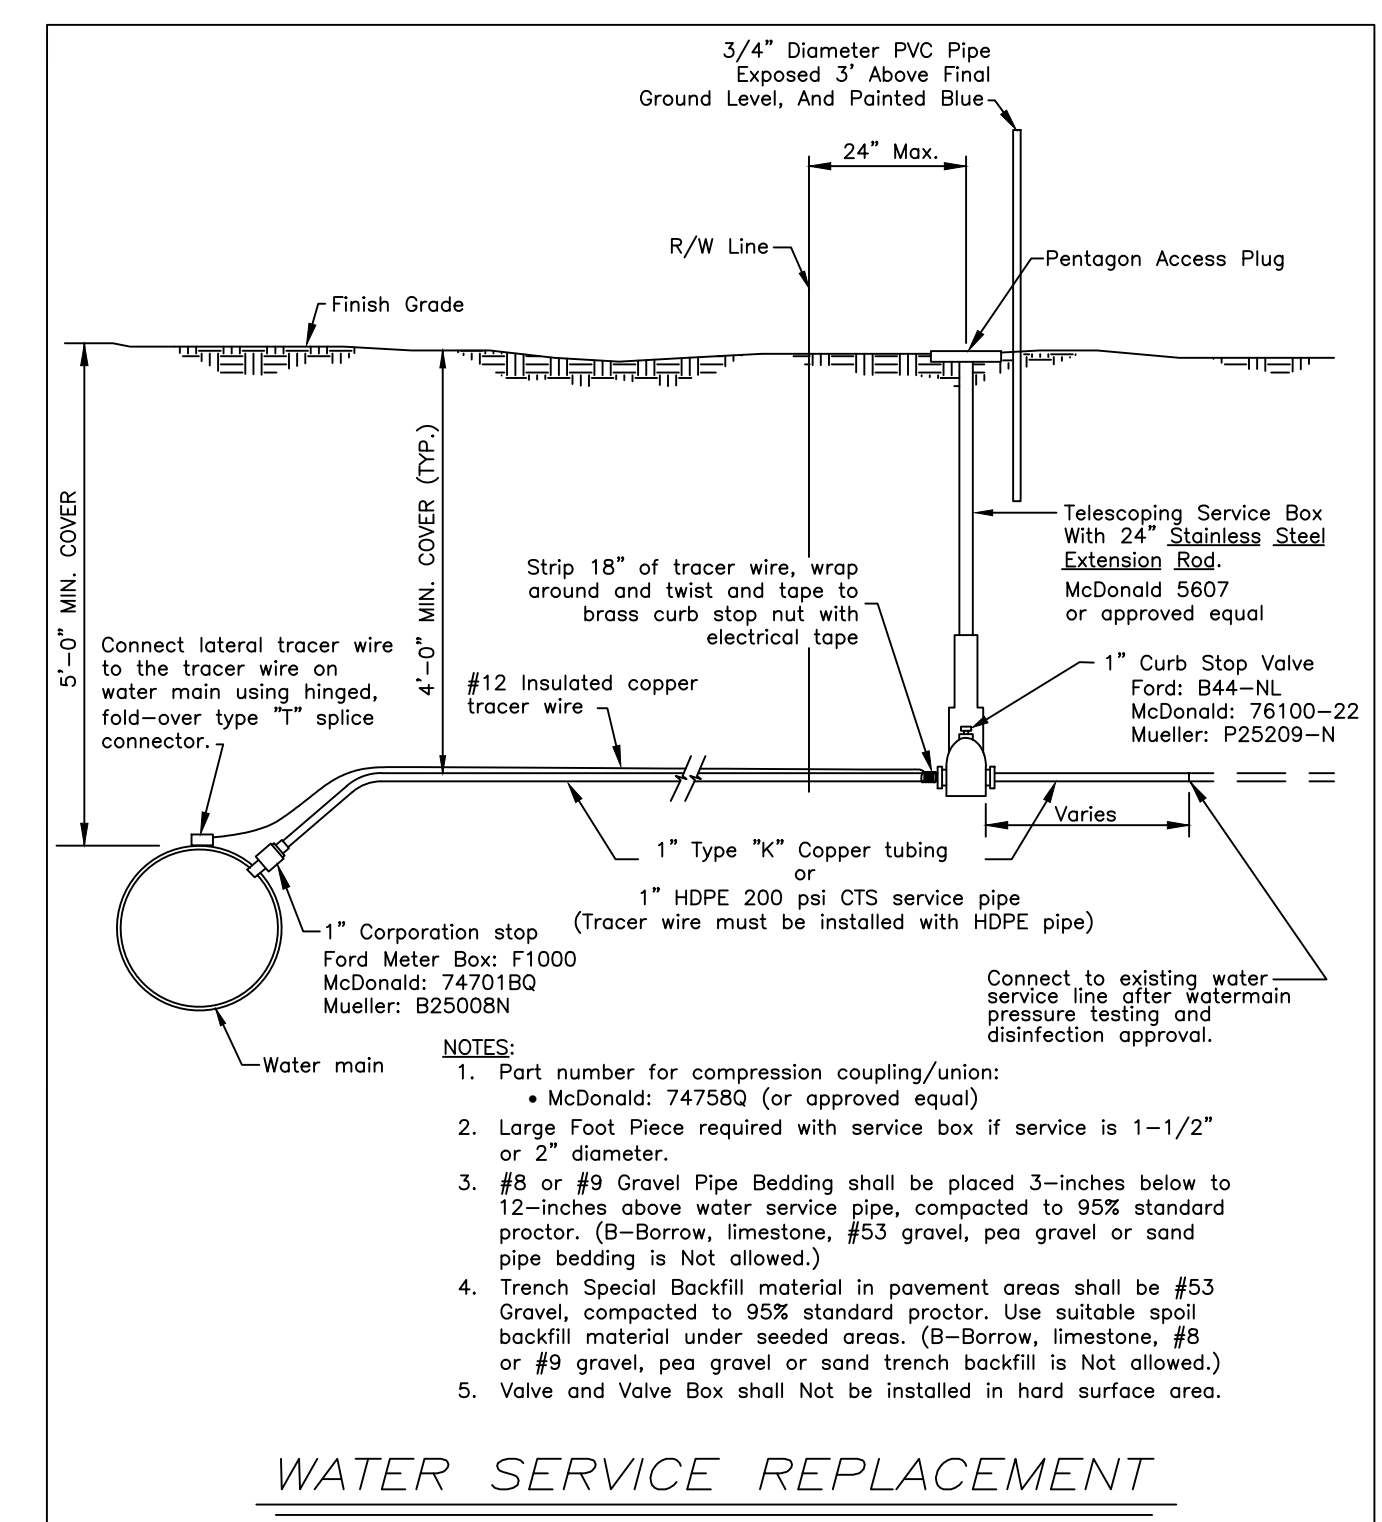 3/4" Diameter PVC Pipe
Exposed 3' Above Final
Ground Level, And Painted Blue
24" Max.
R/W Line
Pentagon Access Plug
Finish Grade
5'-0" MIN. COVER
4'-0" MIN. COVER (TYP.)
Telescoping Service Box
With 24" Stainless Steel
Extension Rod.
McDonald 5607
or approved equal
Strip 18" of tracer wire, wrap
around and twist and tape to
brass curb stop nut with
electrical tape
Connect lateral tracer wire
to the tracer wire on
water main using hinged,
fold-over type "T" splice
connector.
#12 Insulated copper
tracer wire
1" Curb Stop Valve
Ford: B44-NL
McDonald: 76100-22
Mueller: P25209-N
Varies
1" Type "K" Copper tubing
or
1" HDPE 200 psi CTS service pipe
(Tracer wire must be installed with HDPE pipe)
1" Corporation stop
Ford Meter Box: F1000
McDonald: 74701BQ
Mueller: B25008N
Connect to existing water
service line after watermain
pressure testing and
disinfection approval.
Water main
NOTES:
1. Part number for compression coupling/union:
• McDonald: 74758Q (or approved equal)
2. Large Foot Piece required with service box if service is 1-1/2"
or 2" diameter.
3. #8 or #9 Gravel Pipe Bedding shall be placed 3-inches below to
12-inches above water service pipe, compacted to 95% standard
proctor. (B-Borrow, limestone, #53 gravel, pea gravel or sand
pipe bedding is Not allowed.)
4. Trench Special Backfill material in pavement areas shall be #53
Gravel, compacted to 95% standard proctor. Use suitable spoil
backfill material under seeded areas. (B-Borrow, limestone, #8
or #9 gravel, pea gravel or sand trench backfill is Not allowed.)
5. Valve and Valve Box shall Not be installed in hard surface area.
WATER SERVICE REPLACEMENT